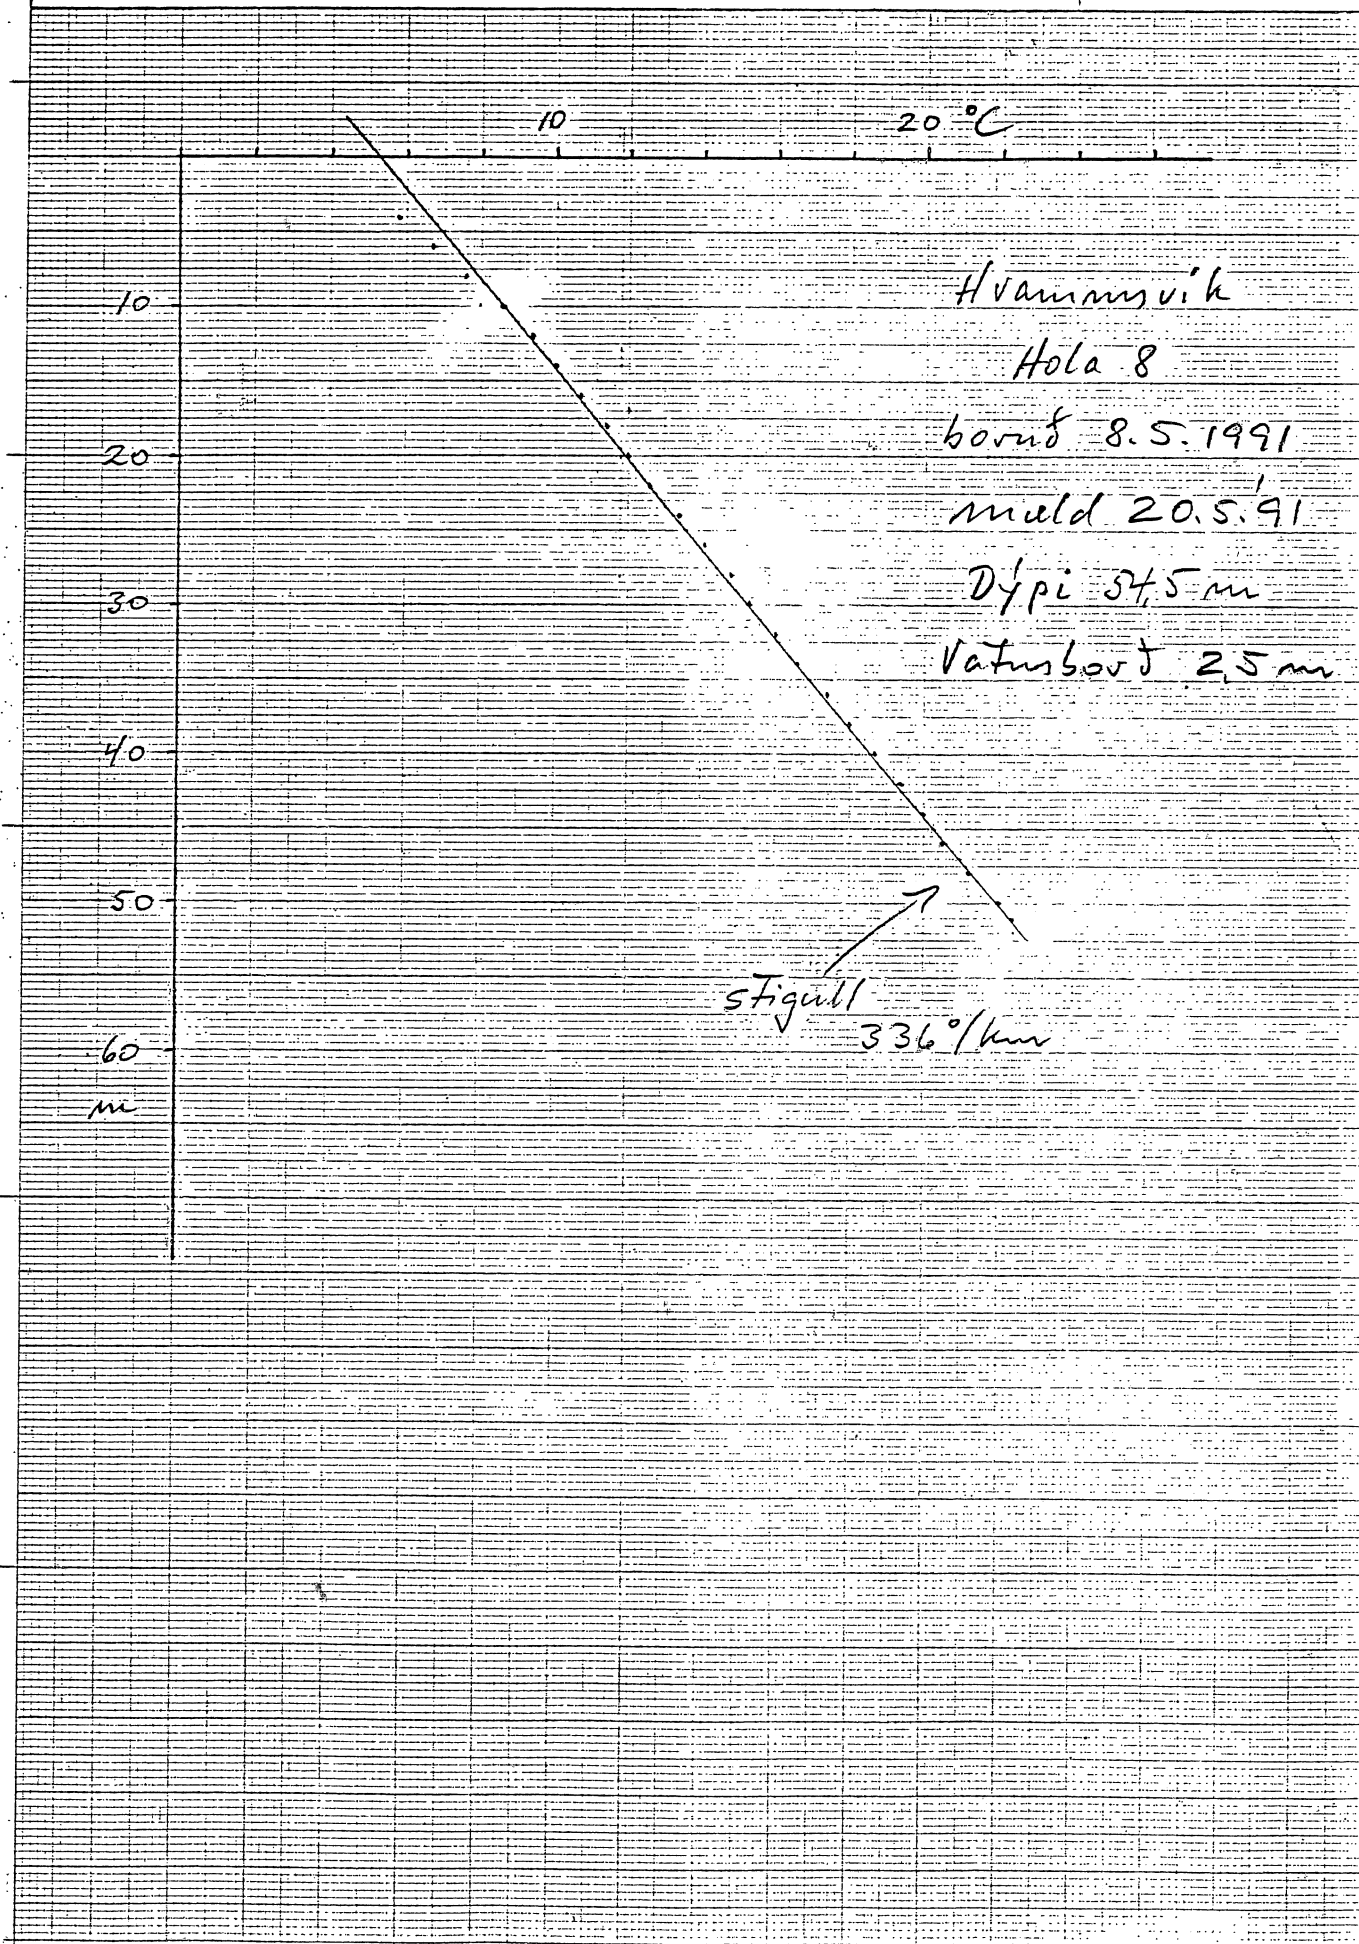 10 20 °C
10
20
30
40
50
60
m
Hvammsvík
Hola 8
boruð 8.5.1991
mæld 20.5.'91
Dýpi 54,5 m
Vatnsborð 2,5 m
stigull
336°/km